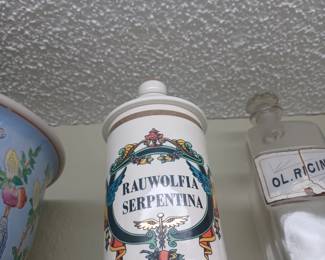 RAUWOLFIA
SERPENTINA
OL. RICIN